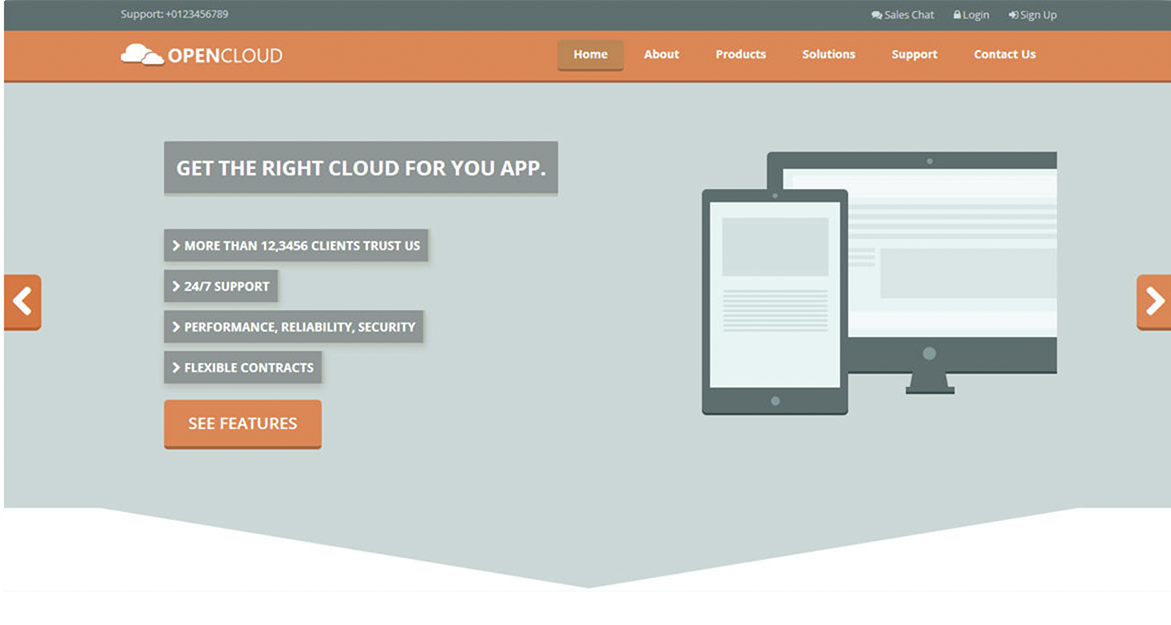 Support: +0123456789 Sales Chat Login Sign Up
OPENCLOUD Home About Products Solutions Support Contact Us
GET THE RIGHT CLOUD FOR YOU APP.
MORE THAN 12,3456 CLIENTS TRUST US
24/7 SUPPORT
PERFORMANCE, RELIABILITY, SECURITY
FLEXIBLE CONTRACTS
SEE FEATURES